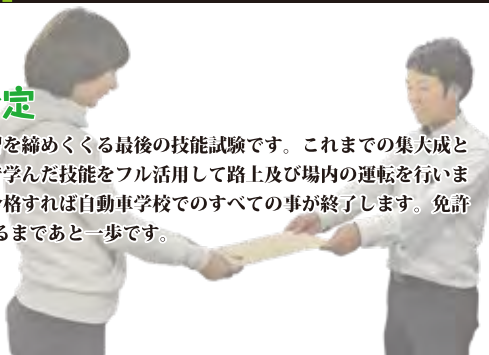 定
を締めくくる最後の技能試験です。これまでの集大成と
学んだ技能をフル活用して路上及び場内の運転を行いま
格すれば自動車学校でのすべての事が終了します。免許
るまであと一歩です。